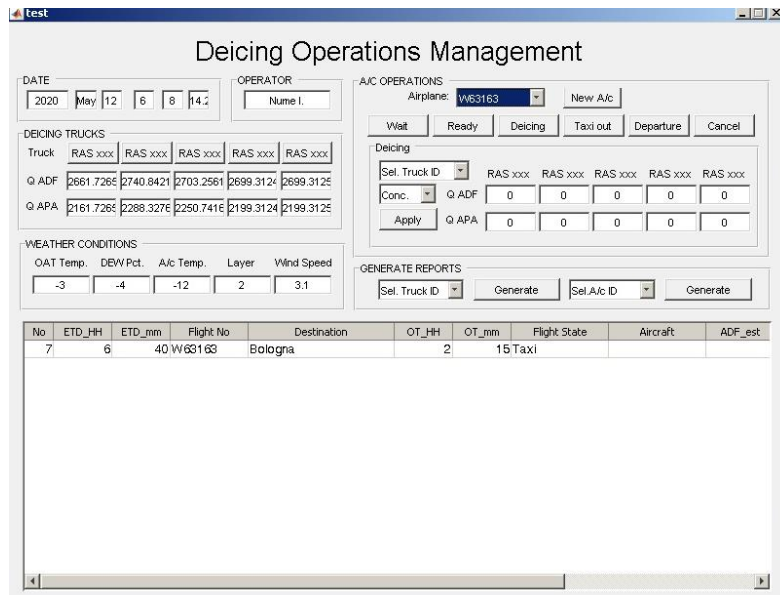 test
Deicing Operations Management
DATE
2020 May 12 6 8 14.2
OPERATOR
Nume I.
DEICING TRUCKS
Truck RAS xxx RAS xxx RAS xxx RAS xxx RAS xxx
Q ADF 2661.7265 2740.8421 2703.2561 2699.3124 2699.3125
Q APA 2161.7265 2288.3276 2250.7416 2199.3124 2199.3125
WEATHER CONDITIONS
OAT Temp. DEW Pct. A/c Temp. Layer Wind Speed
-3 -4 -12 2 3.1
A/C OPERATIONS
Airplane: W63163 New A/c
Wait Ready Deicing Taxi out Departure Cancel
Deicing
Sel. Truck ID RAS xxx RAS xxx RAS xxx RAS xxx RAS xxx
Conc. Q ADF 0 0 0 0 0
Apply Q APA 0 0 0 0 0
GENERATE REPORTS
Sel. Truck ID Generate Sel.A/c ID Generate
No ETD_HH ETD_mm Flight No Destination OT_HH OT_mm Flight State Aircraft ADF_est
7 6 40 W63163 Bologna 2 15 Taxi